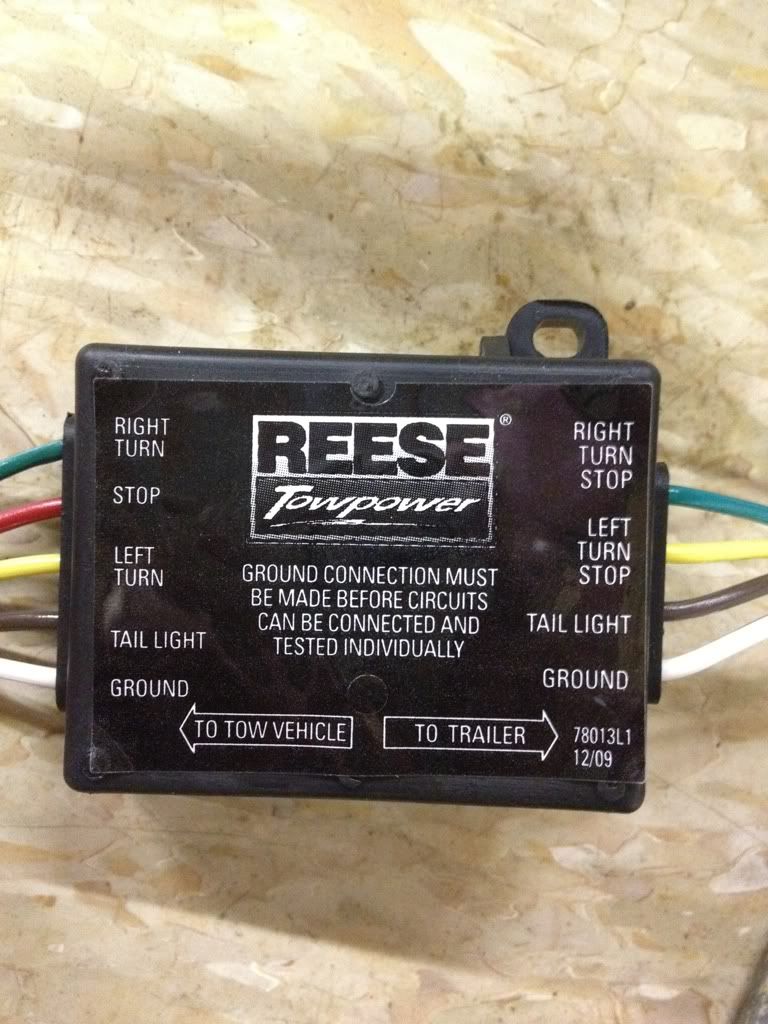 RIGHT
TURN
STOP
LEFT
TURN
TAIL LIGHT
GROUND
REESE®
Towpower
GROUND CONNECTION MUST
BE MADE BEFORE CIRCUITS
CAN BE CONNECTED AND
TESTED INDIVIDUALLY
RIGHT
TURN
STOP
LEFT
TURN
STOP
TAIL LIGHT
GROUND
TO TOW VEHICLE
TO TRAILER
78013L1
12/09